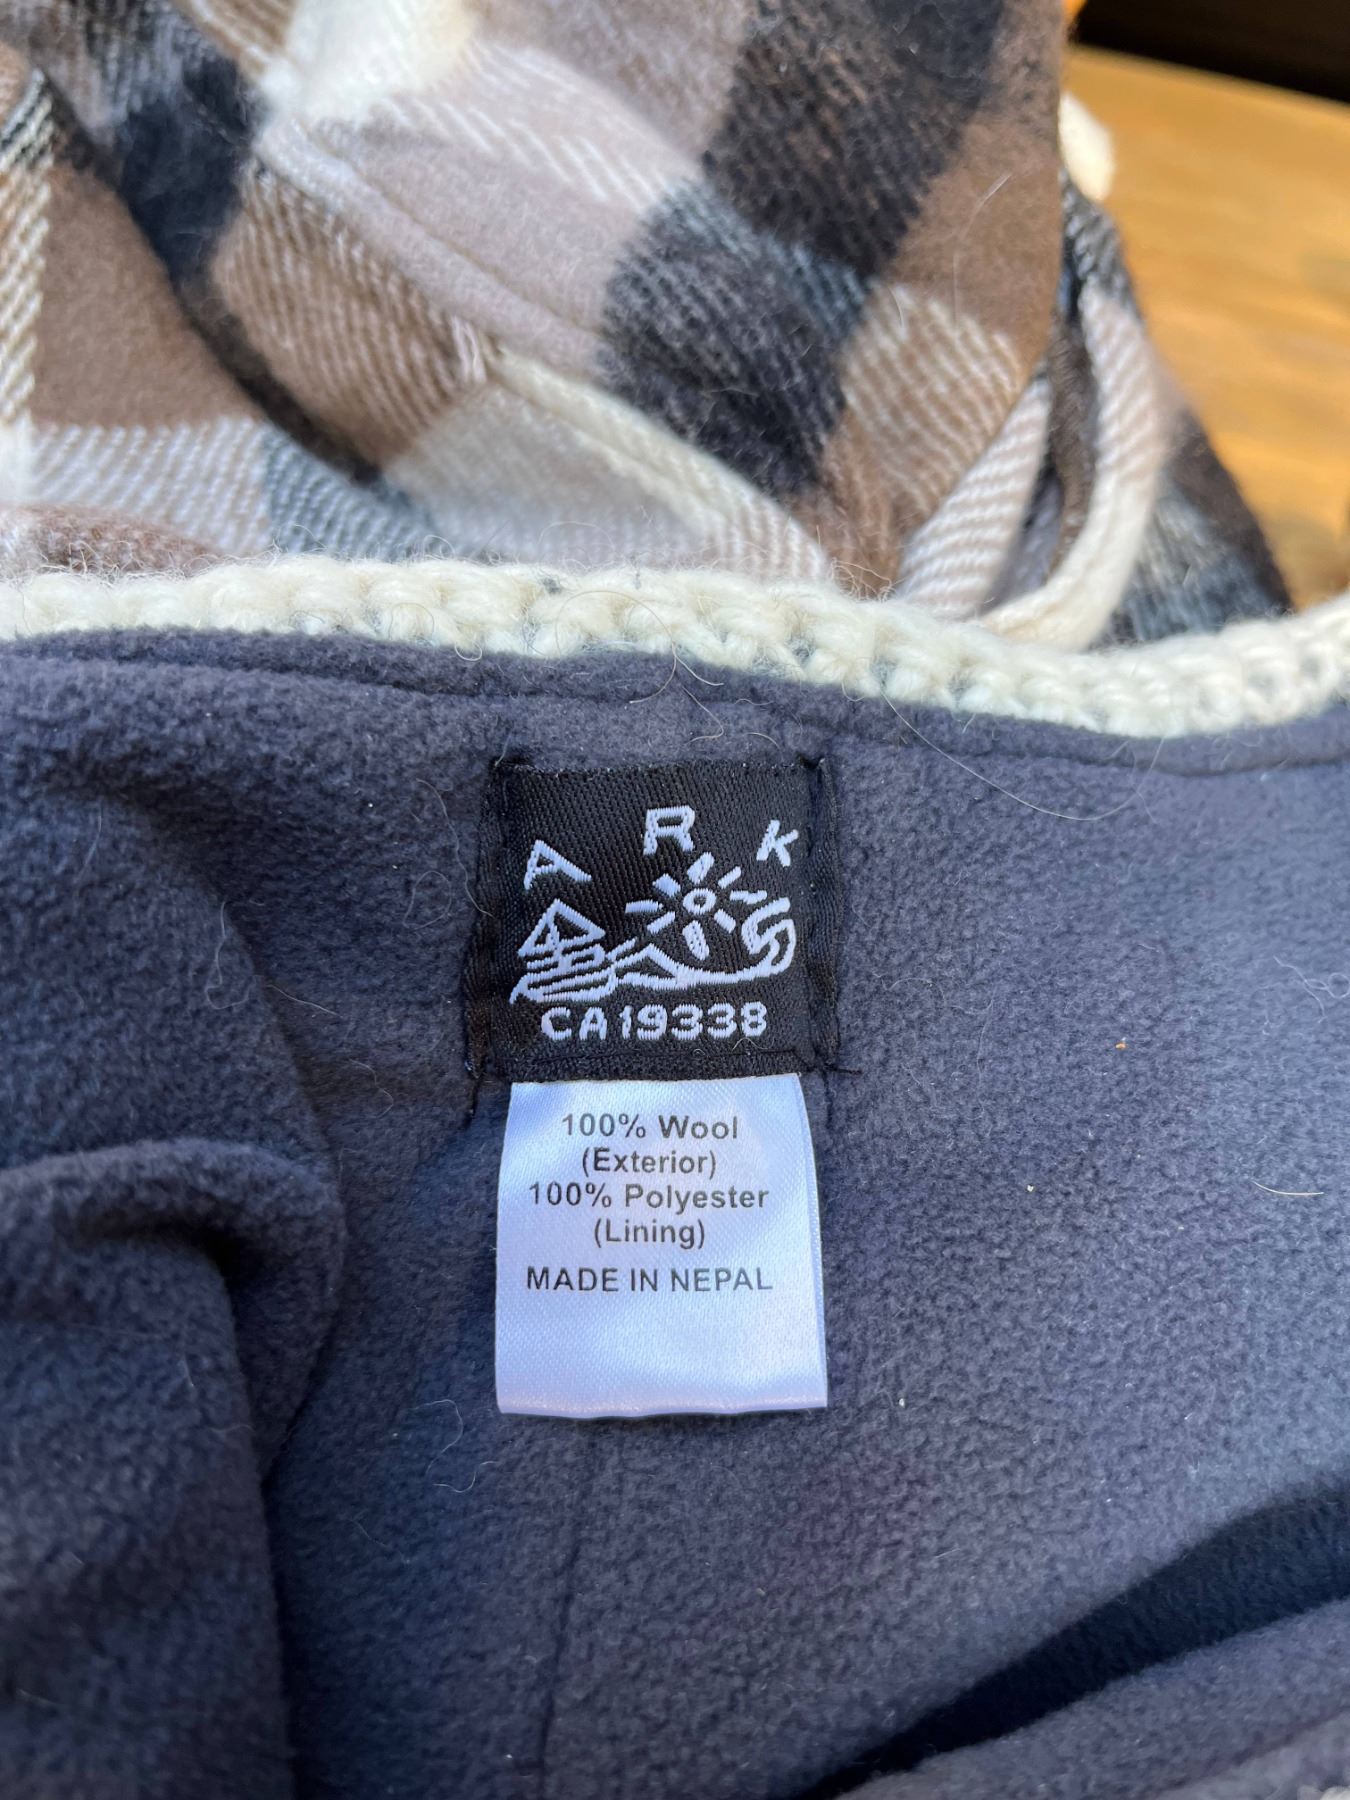 A R K
CA19338
100% Wool
(Exterior)
100% Polyester
(Lining)
MADE IN NEPAL